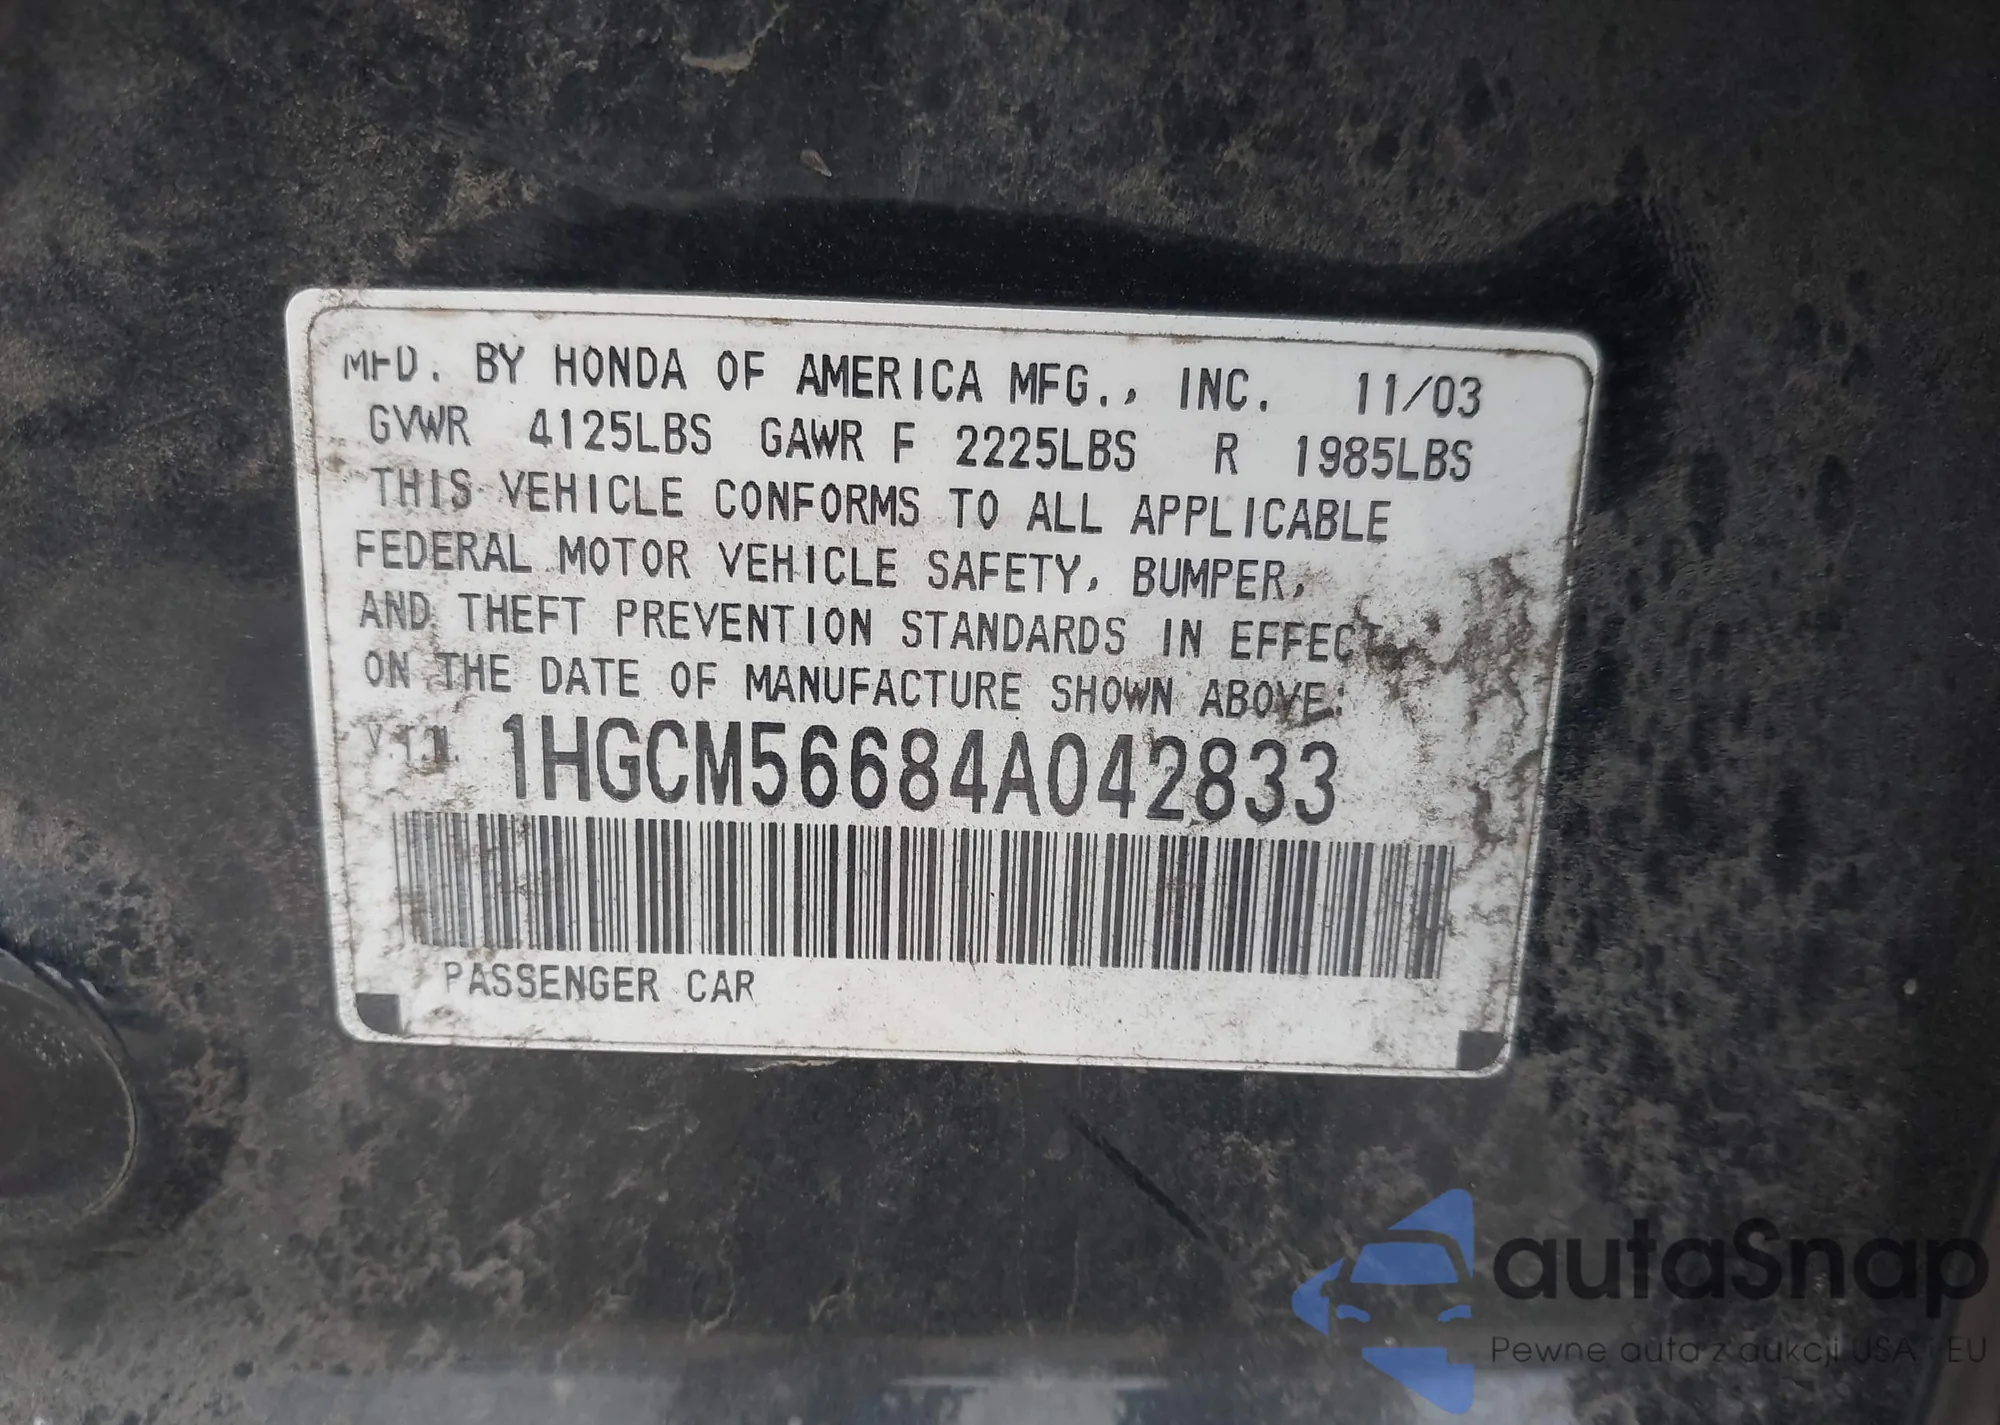 MFD. BY HONDA OF AMERICA MFG., INC. 11/03
GVWR 4125LBS GAWR F 2225LBS R 1985LBS
THIS VEHICLE CONFORMS TO ALL APPLICABLE
FEDERAL MOTOR VEHICLE SAFETY, BUMPER,
AND THEFT PREVENTION STANDARDS IN EFFECT
ON THE DATE OF MANUFACTURE SHOWN ABOVE:
1HGCM56684A042833
PASSENGER CAR
autaSnap
Pewne auta z aukcji USA i EU